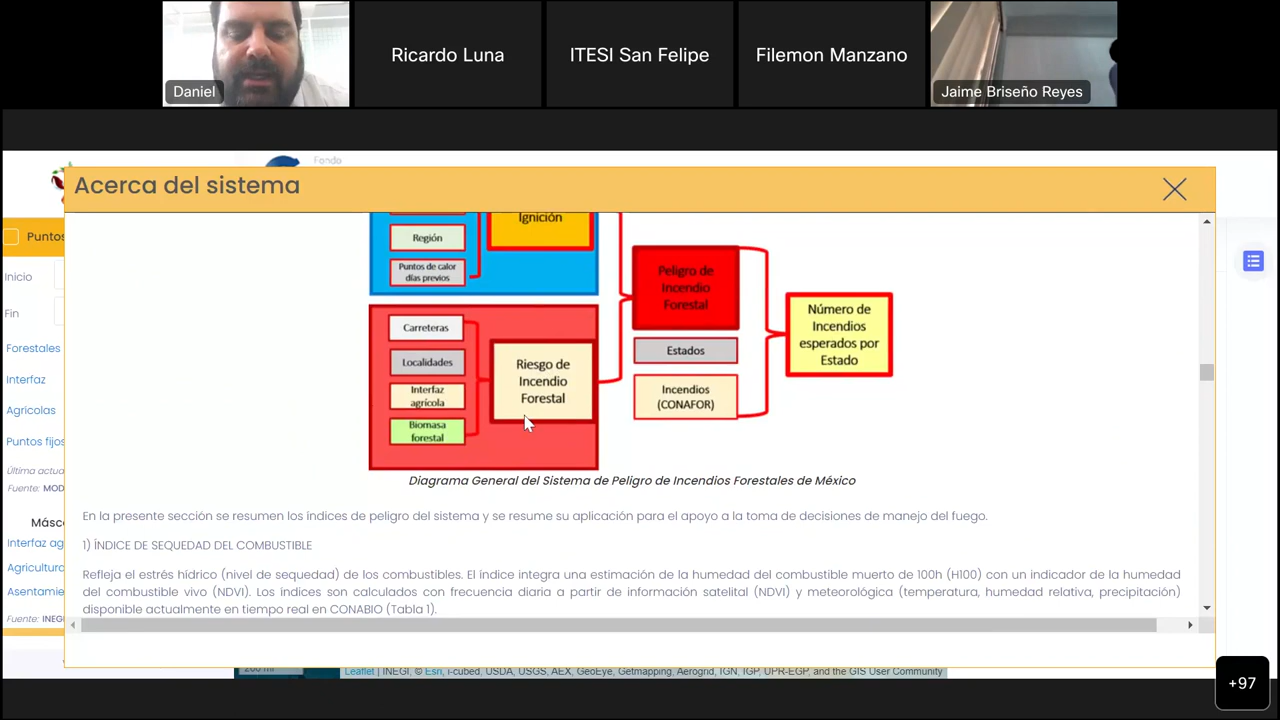 Ricardo Luna
ITESI San Felipe
Filemon Manzano
Daniel
Jaime Briseño Reyes
Fondo
Acerca del sistema
Puntos
Inicio
Fin
Forestales
Interfaz
Agrícolas
Puntos fijos
Última actua
Fuente: MOD
Másc
Interfaz ag
Agricultura
Asentamie
Fuente: INEG
Ignición
Región
Puntos de calor
días previos
Peligro de
Incendio
Forestal
Estados
Incendios
(CONAFOR)
Número de
Incendios
esperados por
Estado
Carreteras
Localidades
Interfaz
agrícola
Biomasa
forestal
Riesgo de
Incendio
Forestal
Diagrama General del Sistema de Peligro de Incendios Forestales de México
En la presente sección se resumen los índices de peligro del sistema y se resume su aplicación para el apoyo a la toma de decisiones de manejo del fuego.
1) ÍNDICE DE SEQUEDAD DEL COMBUSTIBLE
Refleja el estrés hídrico (nivel de sequedad) de los combustibles. El índice integra una estimación de la humedad del combustible muerto de 100h (H100) con un indicador de la humedad
del combustible vivo (NDVI). Los índices son calculados con frecuencia diaria a partir de información satelital (NDVI) y meteorológica (temperatura, humedad relativa, precipitación)
disponible actualmente en tiempo real en CONABIO (Tabla 1).
Leaflet | INEGI, © Esri, i-cubed, USDA, USGS, AEX, GeoEye, Getmapping, Aerogrid, IGN, IGP, UPR-EGP, and the GIS User Community
+97